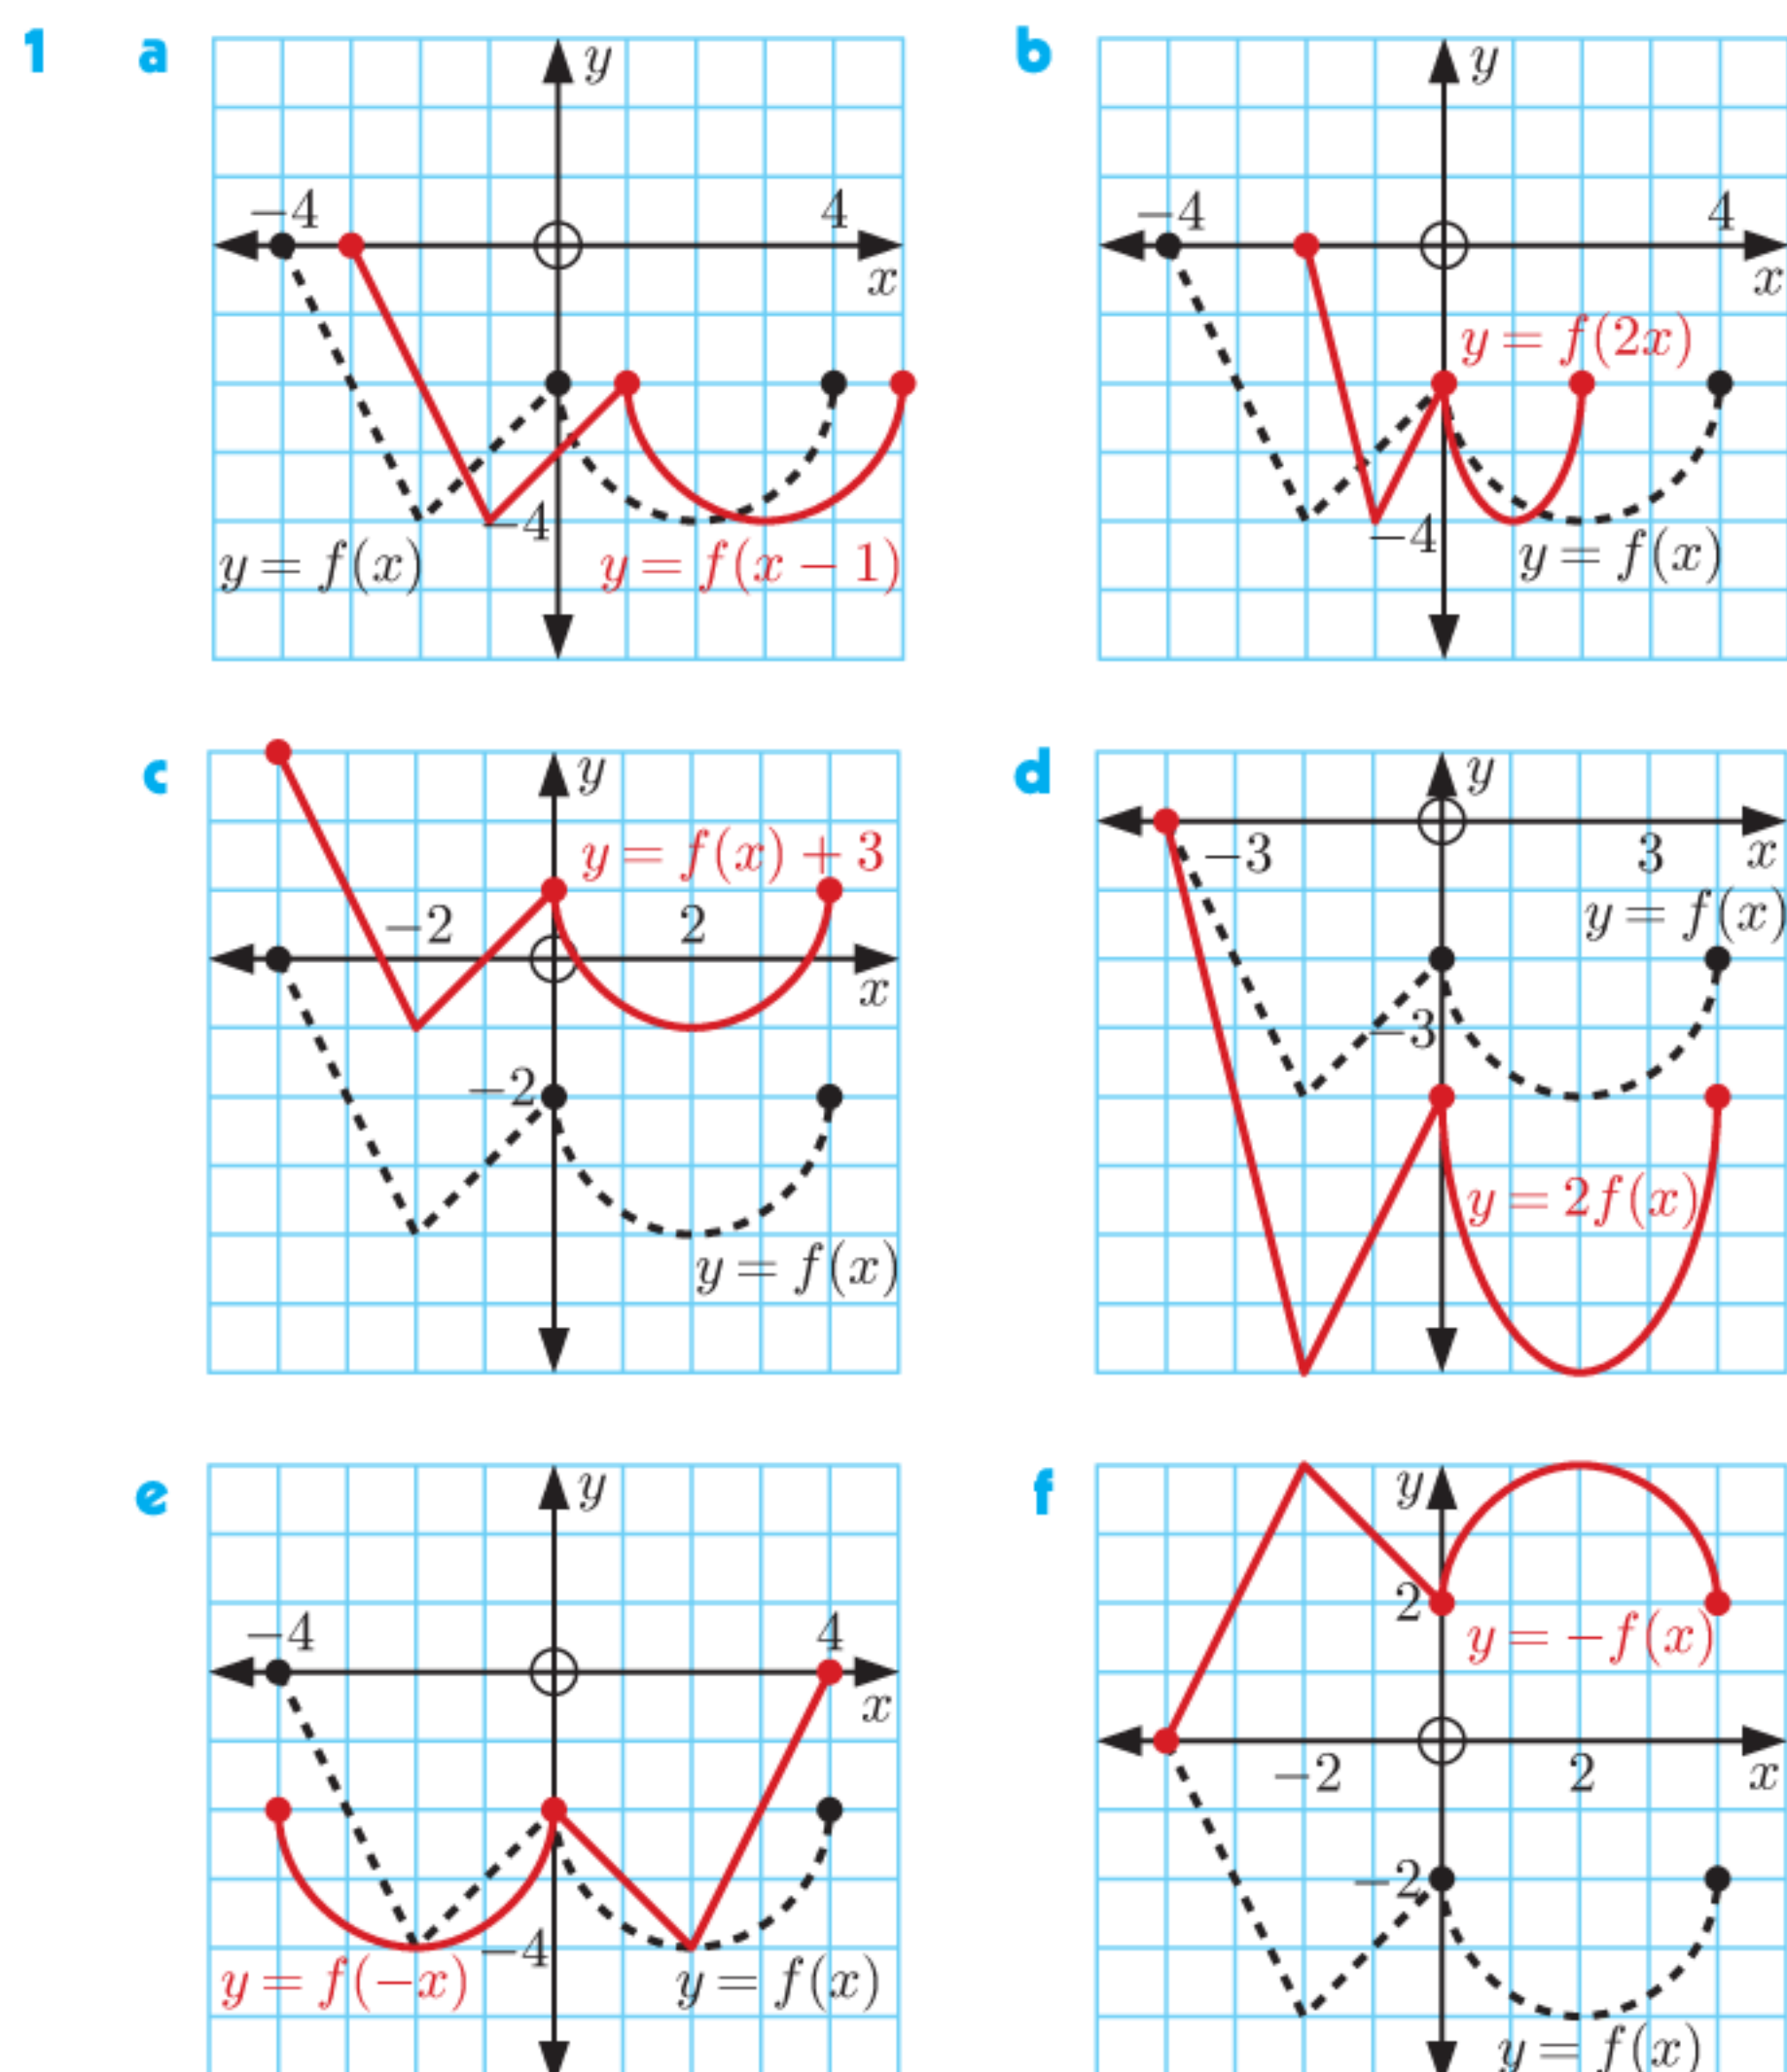 1 a y b y
−4 4 −4 4
x x
y = f(2x)
−4 −4
y = f(x) y = f(x − 1) y = f(x)
c y d y
y = f(x) + 3 −3 3 x
−2 2 y = f(x)
x
−3
−2
y = 2f(x)
y = f(x)
e y f y
−4 4 2
y = −f(x)
x
−2 2 x
−2
−4
y = f(−x) y = f(x)
y = f(x)